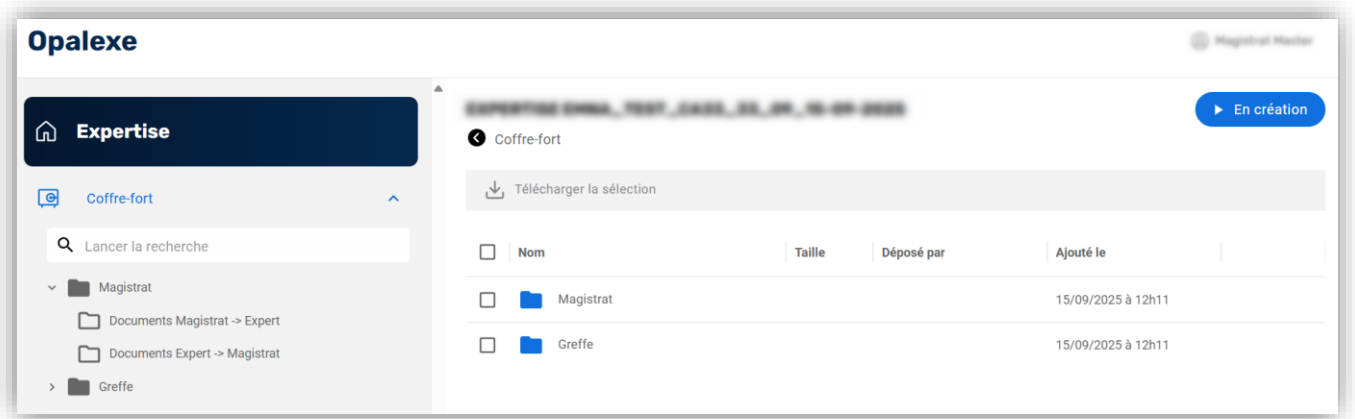 Opalexe
Expertise
Coffre-fort
Lancer la recherche
Magistrat
Documents Magistrat -> Expert
Documents Expert -> Magistrat
Greffe
En création
Coffre-fort
Télécharger la sélection
Nom Taille Déposé par Ajouté le
Magistrat 15/09/2025 à 12h11
Greffe 15/09/2025 à 12h11